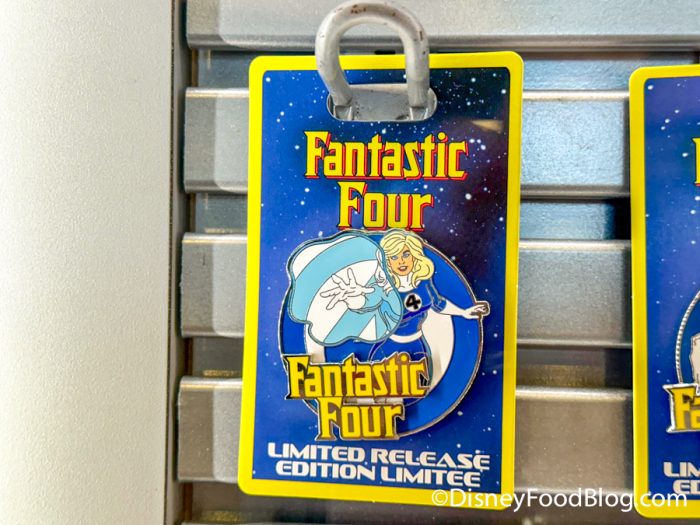 Fantastic
Four
4
Fantastic
Four
LIMITED RELEASE
EDITION LIMITEE
©DisneyFoodBlog.com